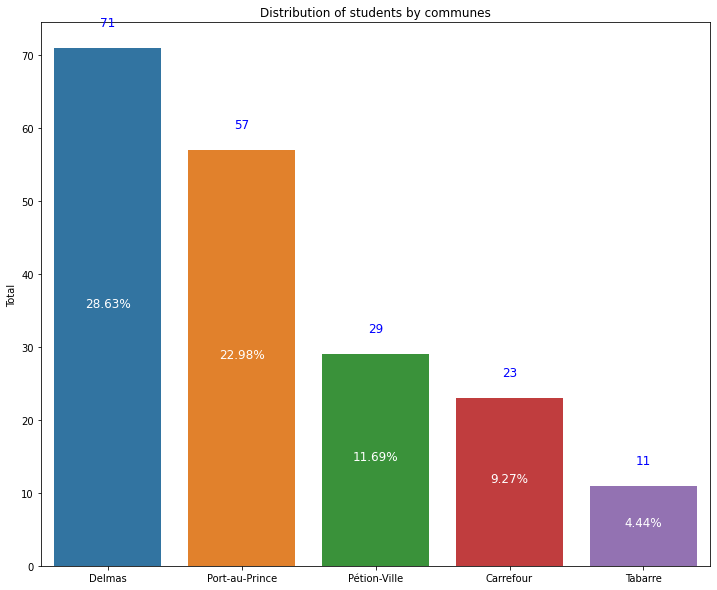 Distribution of students by communes
71
70
60
50
40
30
20
10
0
Total
57
29
23
11
28.63%
22.98%
11.69%
9.27%
4.44%
Delmas
Port-au-Prince
Pétion-Ville
Carrefour
Tabarre